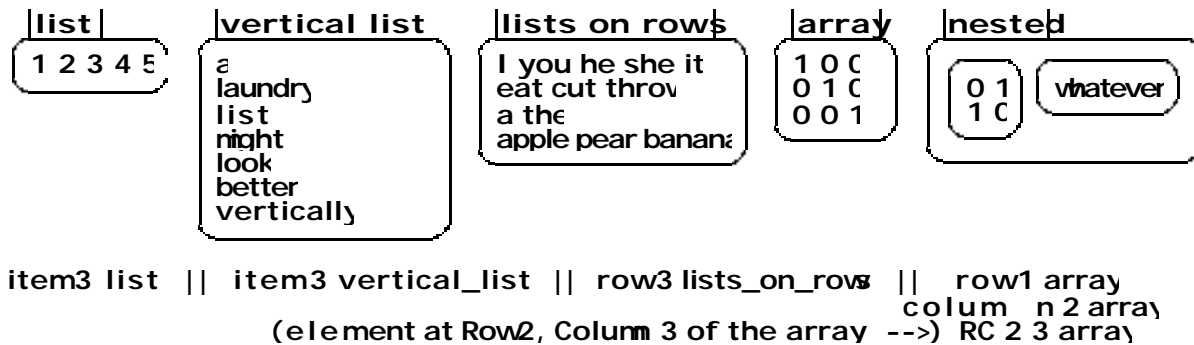 list
1 2 3 4 5
vertical list
a
laundry
list
might
look
better
vertically
lists on rows
I you he she it
eat cut throw
a the
apple pear banana
array
1 0 0
0 1 0
0 0 1
nested
0 1
1 0
whatever
item3 list || item3 vertical_list || row3 lists_on_rows || row1 array
colum n 2 array
(element at Row2, Column 3 of the array -->) RC 2 3 array